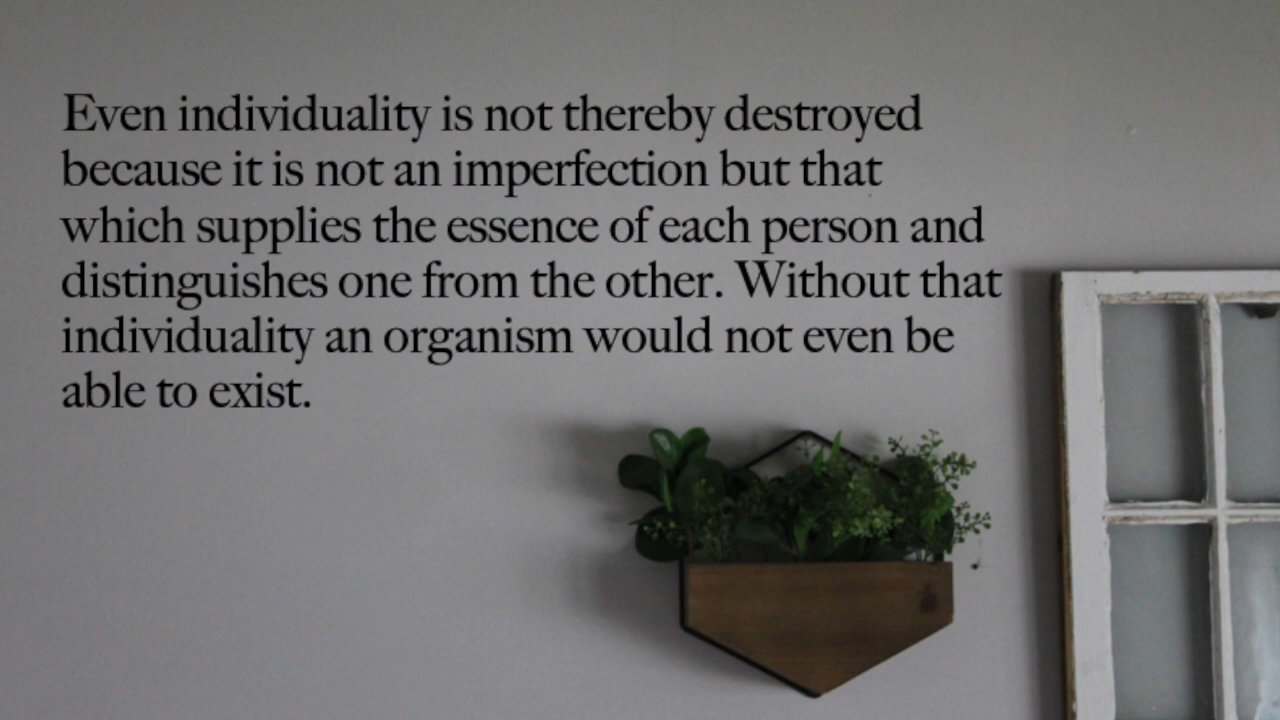 Even individuality is not thereby destroyed
because it is not an imperfection but that
which supplies the essence of each person and
distinguishes one from the other. Without that
individuality an organism would not even be
able to exist.